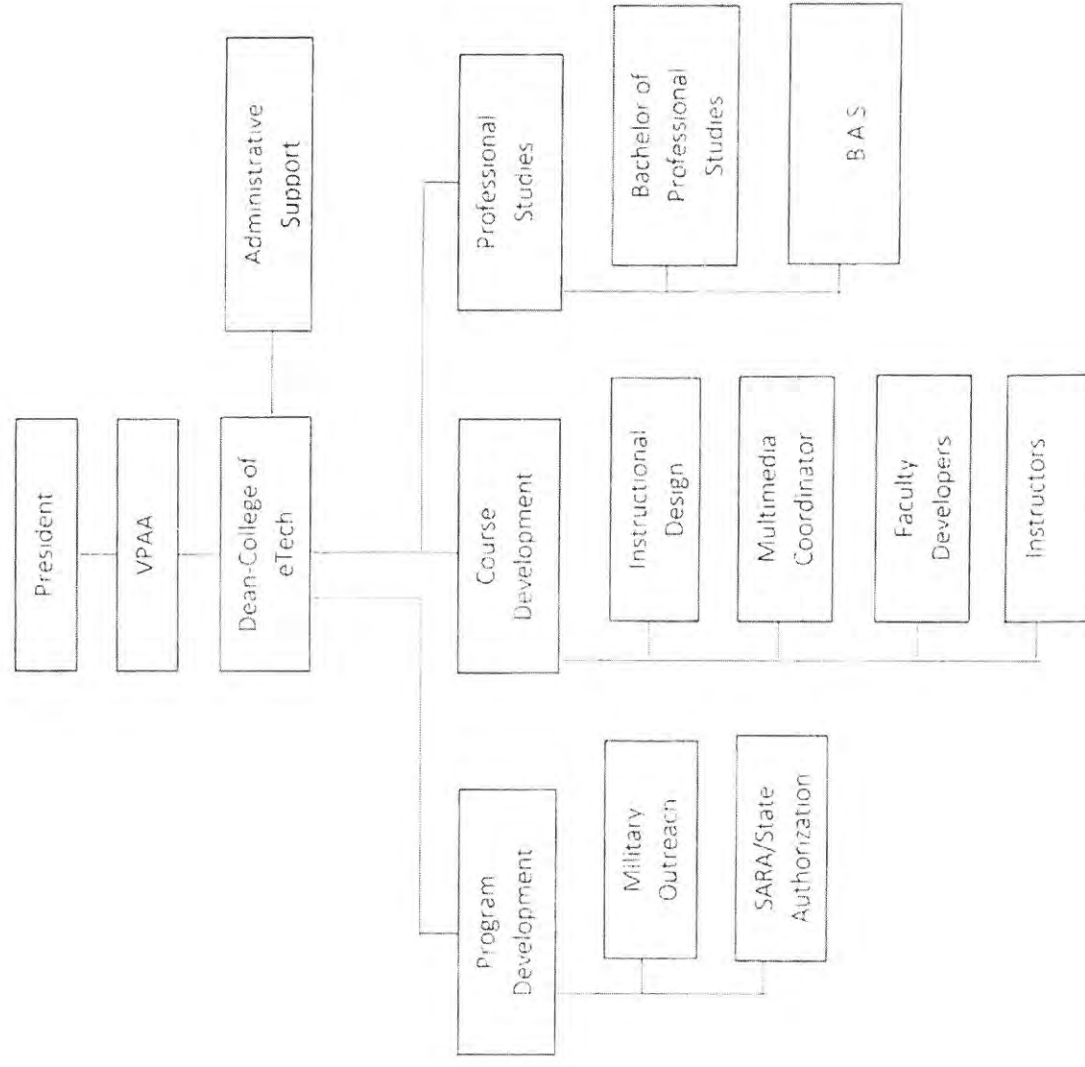 President
VPAA
Dean-College of
eTech
Administrative
Support
Program
Development
Military
Outreach
SARA/State
Authorization
Course
Development
Instructional
Design
Multimedia
Coordinator
Faculty
Developers
Instructors
Professional
Studies
Bachelor of
Professional
Studies
B A S